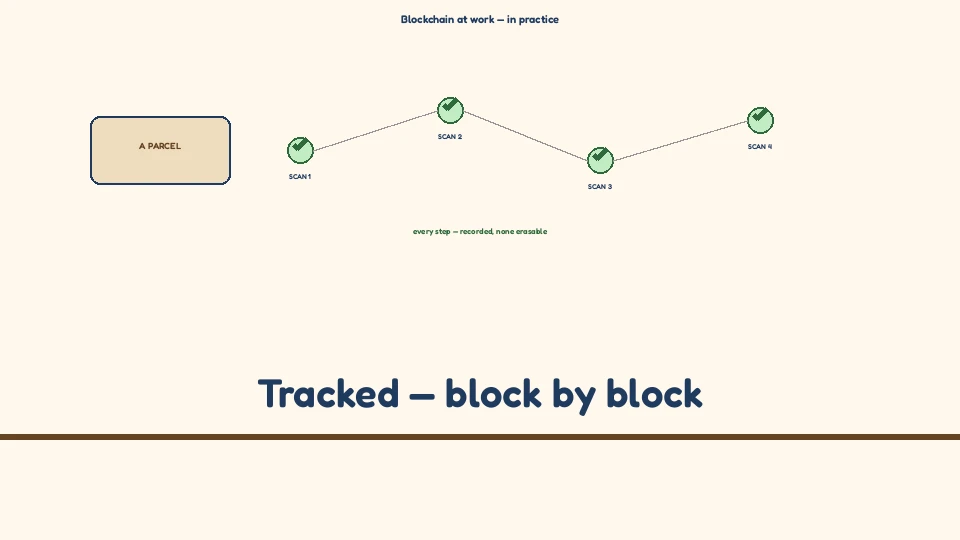 Blockchain at work — in practice
A PARCEL
SCAN 1
SCAN 2
SCAN 3
SCAN 4
every step — recorded, none erasable
Tracked — block by block